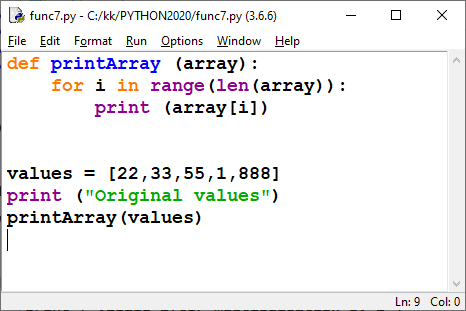 func7.py - C:/kk/PYTHON2020/func7.py (3.6.6)
File Edit Format Run Options Window Help
def printArray (array):
    for i in range(len(array)):
        print (array[i])
values = [22,33,55,1,888]
print ("Original values")
printArray(values)
Ln: 9 Col: 0